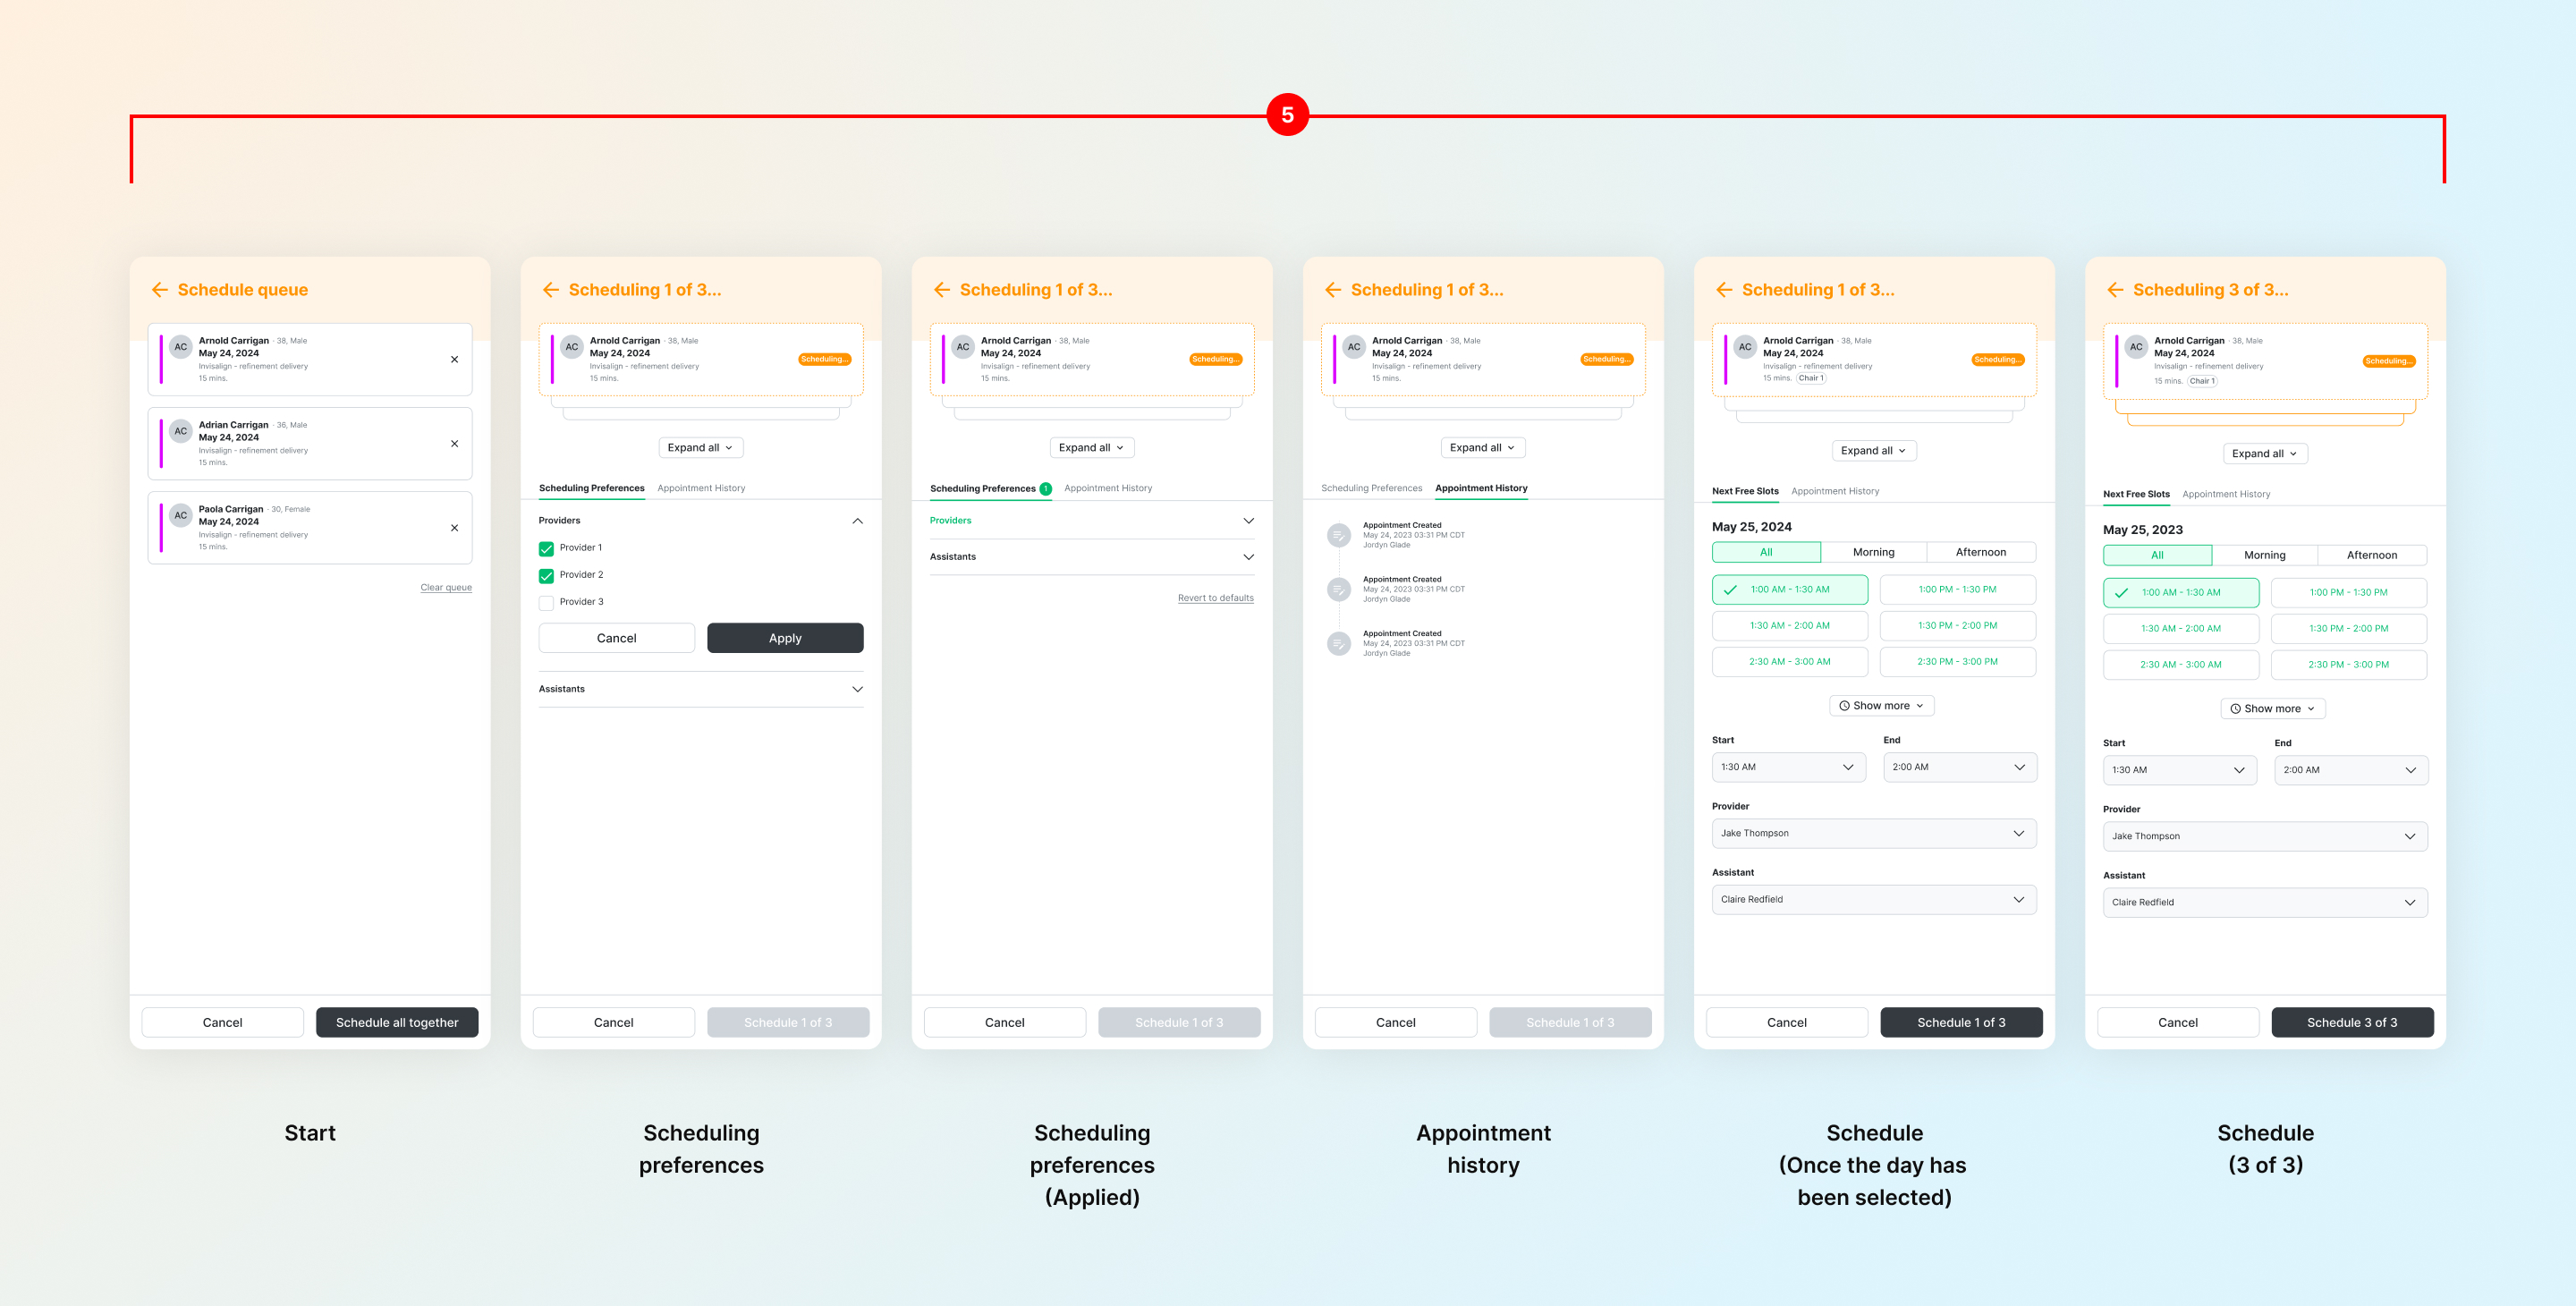 5
Schedule queue
AC
Arnold Carrigan · 38, Male
May 24, 2024
Invisalign - refinement delivery
15 mins.
AC
Adrian Carrigan · 36, Male
May 24, 2024
Invisalign - refinement delivery
15 mins.
AC
Paola Carrigan · 30, Female
May 24, 2024
Invisalign - refinement delivery
15 mins.
Clear queue
Cancel
Schedule all together
Start
Scheduling 1 of 3...
AC
Arnold Carrigan · 38, Male
May 24, 2024
Invisalign - refinement delivery
15 mins.
Scheduling...
Expand all
Scheduling Preferences
Appointment History
Providers
Provider 1
Provider 2
Provider 3
Cancel
Apply
Assistants
Cancel
Schedule 1 of 3
Scheduling
preferences
Scheduling 1 of 3...
AC
Arnold Carrigan · 38, Male
May 24, 2024
Invisalign - refinement delivery
15 mins.
Scheduling...
Expand all
Scheduling Preferences 1
Appointment History
Providers
Assistants
Revert to defaults
Cancel
Schedule 1 of 3
Scheduling
preferences
(Applied)
Scheduling 1 of 3...
AC
Arnold Carrigan · 38, Male
May 24, 2024
Invisalign - refinement delivery
15 mins.
Scheduling...
Expand all
Scheduling Preferences
Appointment History
Appointment Created
May 24, 2023 03:31 PM CDT
Jordyn Glade
Appointment Created
May 24, 2023 03:31 PM CDT
Jordyn Glade
Appointment Created
May 24, 2023 03:31 PM CDT
Jordyn Glade
Cancel
Schedule 1 of 3
Appointment
history
Scheduling 1 of 3...
AC
Arnold Carrigan · 38, Male
May 24, 2024
Invisalign - refinement delivery
15 mins. Chair 1
Scheduling...
Expand all
Next Free Slots
Appointment History
May 25, 2024
All
Morning
Afternoon
1:00 AM - 1:30 AM
1:00 PM - 1:30 PM
1:30 AM - 2:00 AM
1:30 PM - 2:00 PM
2:30 AM - 3:00 AM
2:30 PM - 3:00 PM
Show more
Start
End
1:30 AM
2:00 AM
Provider
Jake Thompson
Assistant
Claire Redfield
Cancel
Schedule 1 of 3
Schedule
(Once the day has
been selected)
Scheduling 3 of 3...
AC
Arnold Carrigan · 38, Male
May 24, 2024
Invisalign - refinement delivery
15 mins. Chair 1
Scheduling...
Expand all
Next Free Slots
Appointment History
May 25, 2023
All
Morning
Afternoon
1:00 AM - 1:30 AM
1:00 PM - 1:30 PM
1:30 AM - 2:00 AM
1:30 PM - 2:00 PM
2:30 AM - 3:00 AM
2:30 PM - 3:00 PM
Show more
Start
End
1:30 AM
2:00 AM
Provider
Jake Thompson
Assistant
Claire Redfield
Cancel
Schedule 3 of 3
Schedule
(3 of 3)